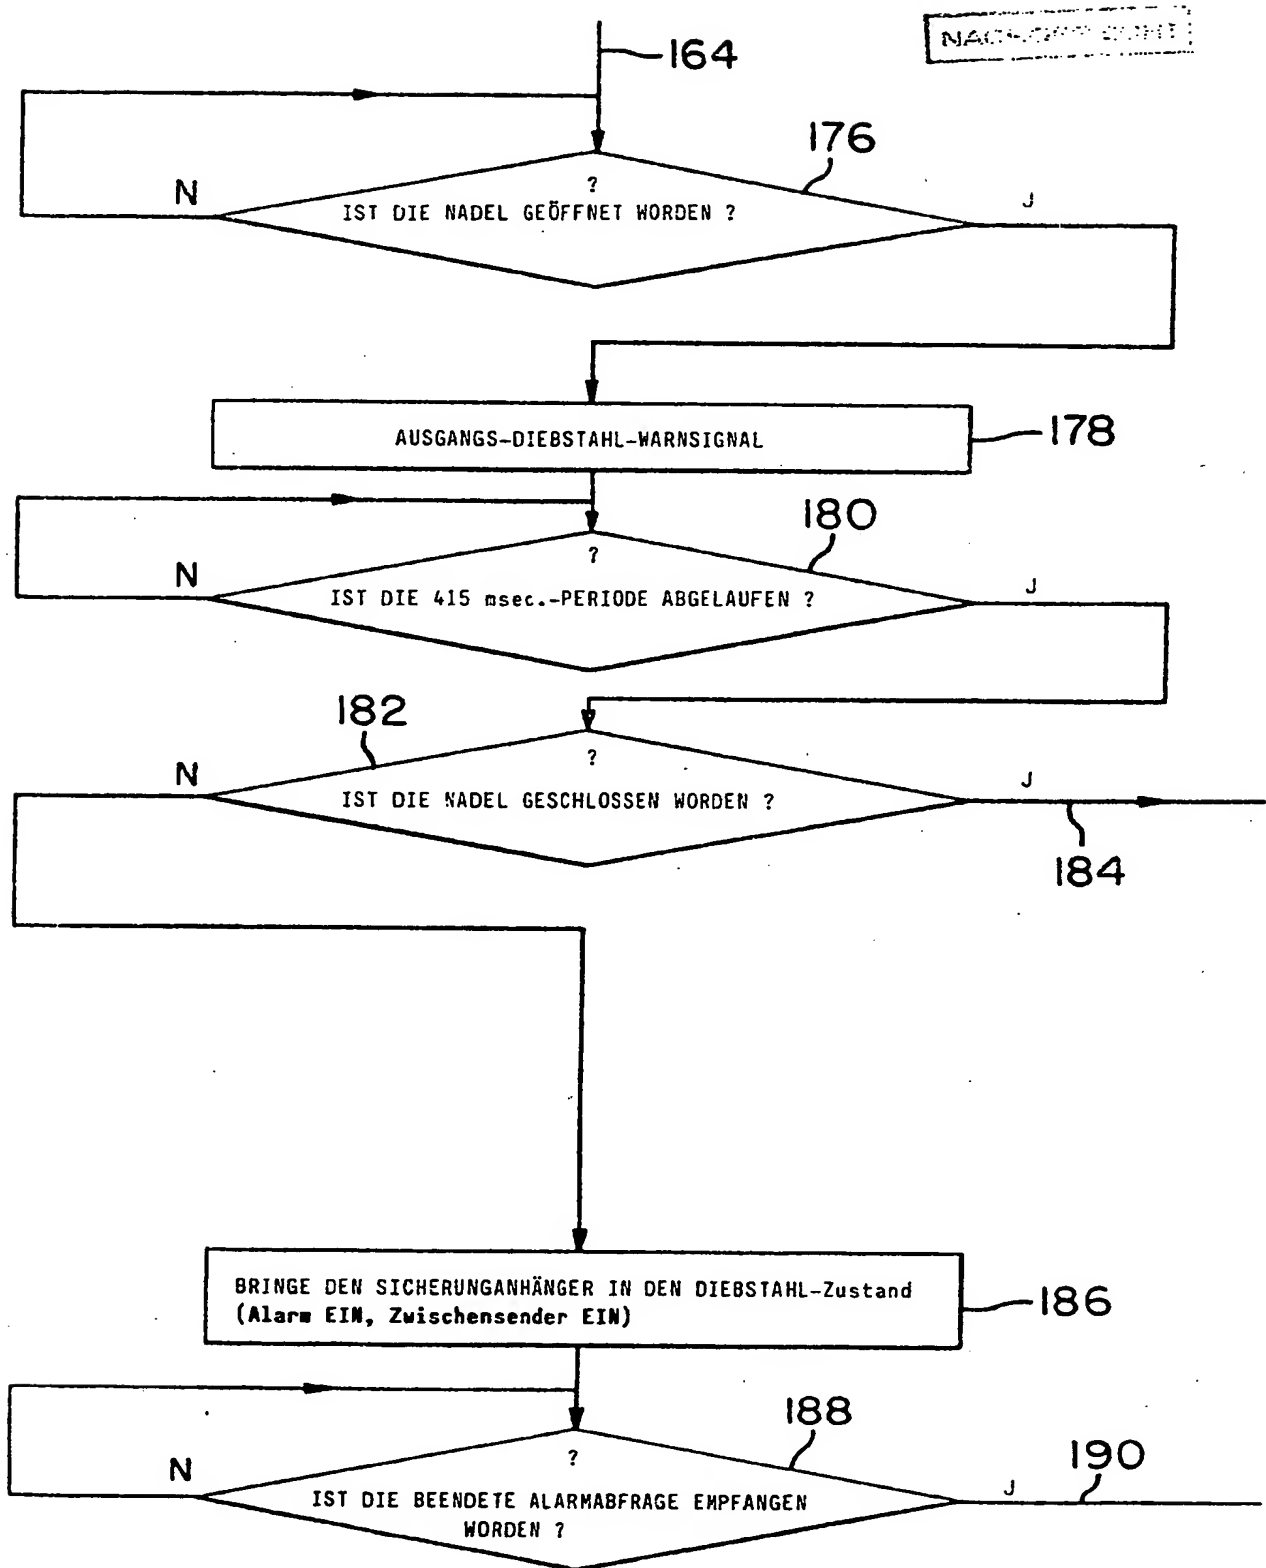 164
176
N
?
J
IST DIE NADEL GEÖFFNET WORDEN ?
AUSGANGS-DIEBSTAHL-WARNSIGNAL
178
180
N
?
J
IST DIE 415 msec.-PERIODE ABGELAUFEN ?
182
N
?
J
IST DIE NADEL GESCHLOSSEN WORDEN ?
184
BRINGE DEN SICHERUNGANHÄNGER IN DEN DIEBSTAHL-Zustand
(Alarm EIN, Zwischensender EIN)
186
188
190
N
?
J
IST DIE BEENDETE ALARMABFRAGE EMPFANGEN
WORDEN ?